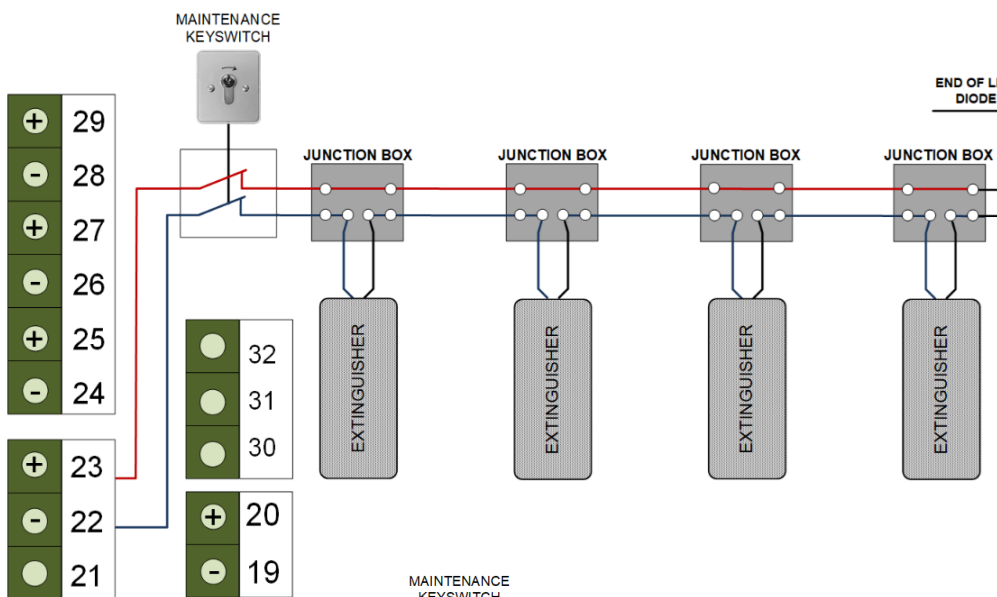 MAINTENANCE
KEYSWITCH
END OF
DIODE
JUNCTION BOX
JUNCTION BOX
JUNCTION BOX
JUNCTION BOX
+ 29
- 28
+ 27
- 26
+ 25
- 24
+ 23
- 22
21
32
31
30
+ 20
- 19
EXTINGUISHER
EXTINGUISHER
EXTINGUISHER
EXTINGUISHER
MAINTENANCE
KEYSWITCH